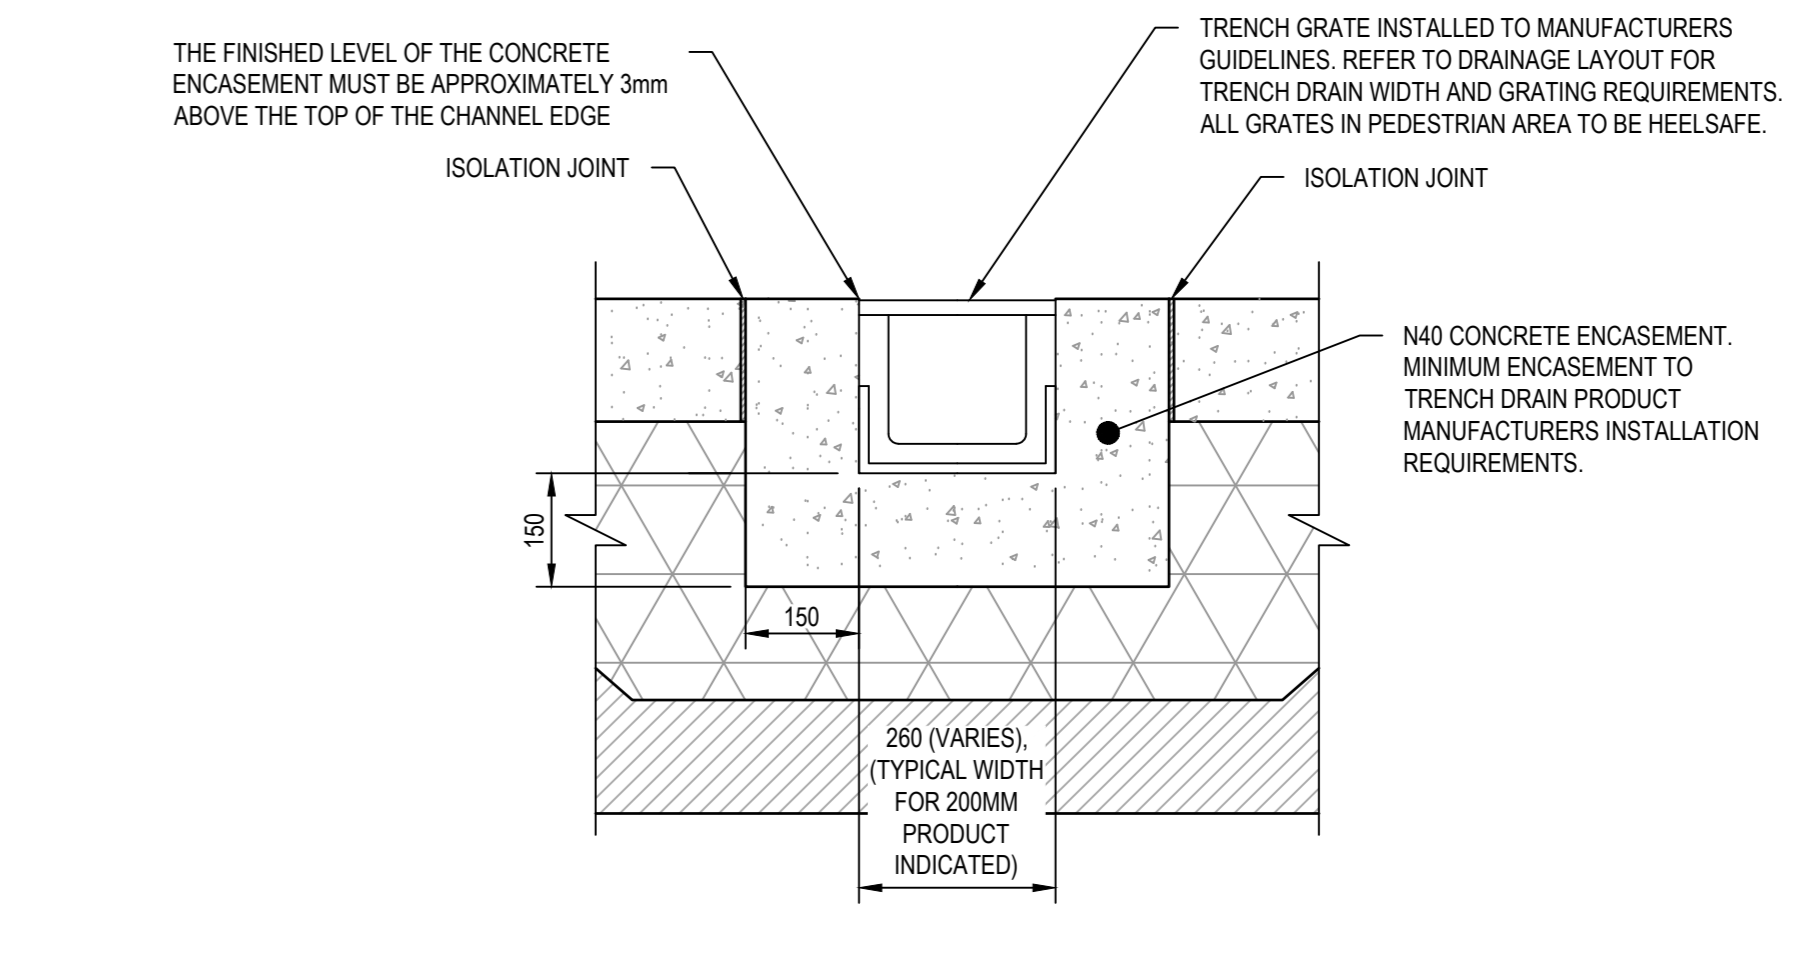 THE FINISHED LEVEL OF THE CONCRETE
ENCASEMENT MUST BE APPROXIMATELY 3mm
ABOVE THE TOP OF THE CHANNEL EDGE
ISOLATION JOINT
TRENCH GRATE INSTALLED TO MANUFACTURERS
GUIDELINES. REFER TO DRAINAGE LAYOUT FOR
TRENCH DRAIN WIDTH AND GRATING REQUIREMENTS.
ALL GRATES IN PEDESTRIAN AREA TO BE HEELSAFE.
ISOLATION JOINT
N40 CONCRETE ENCASEMENT.
MINIMUM ENCASEMENT TO
TRENCH DRAIN PRODUCT
MANUFACTURERS INSTALLATION
REQUIREMENTS.
150
150
260 (VARIES),
(TYPICAL WIDTH
FOR 200MM
PRODUCT
INDICATED)